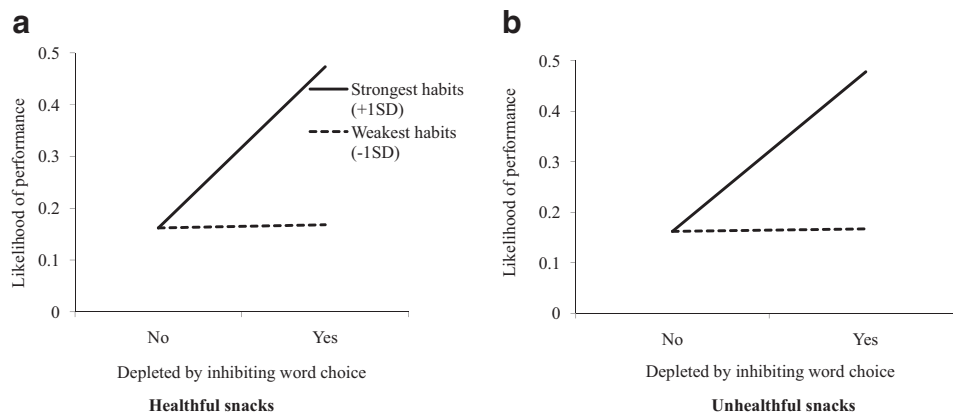 a
0.5
0.4
0.3
0.2
0.1
0
Likelihood of performance
Strongest habits
(+1SD)
Weakest habits
(-1SD)
No
Yes
Depleted by inhibiting word choice
Healthful snacks
b
0.5
0.4
0.3
0.2
0.1
0
Likelihood of performance
No
Yes
Depleted by inhibiting word choice
Unhealthful snacks